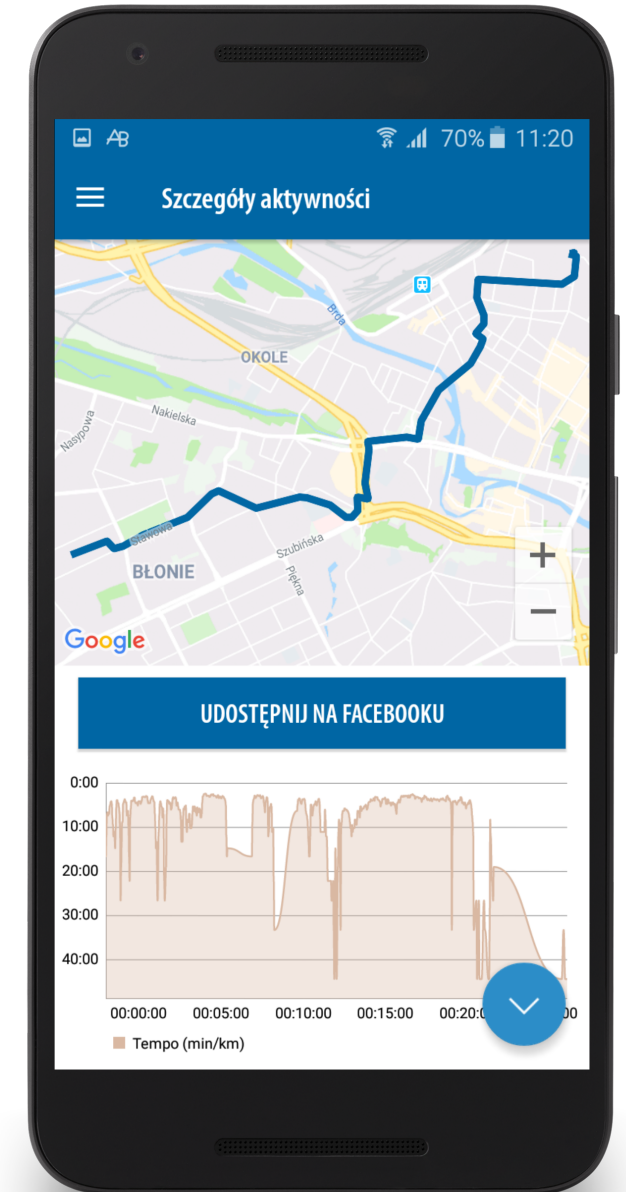 AB
70% 11:20
Szczegóły aktywności
Brda
OKOLE
Nakielska
Nasypowa
Sławowa
Szubińska
BŁONIE
Piękna
Google
UDOSTĘPNIJ NA FACEBOOKU
0:00
10:00
20:00
30:00
40:00
00:00:00 00:05:00 00:10:00 00:15:00 00:20:0 00
Tempo (min/km)